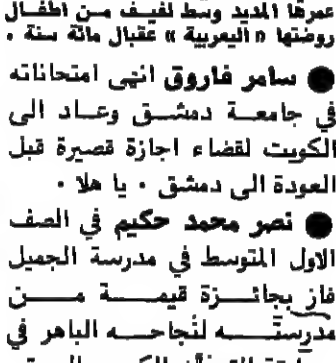 عمرها المديد وسط لفيف من اطفال
روضتها « اليعربية » عقبال مائة سنة .
● سامر فاروق انهى امتحاناته
في جامعة دمشق وعاد الى
الكويت لقضاء اجازة قصيرة قبل
العودة الى دمشق . يا هلا .
● نصر محمد حكيم في الصف
الاول المتوسط في مدرسة الجميل
فاز بجائزة قيمة من
مدرسته لنجاحه الباهر في